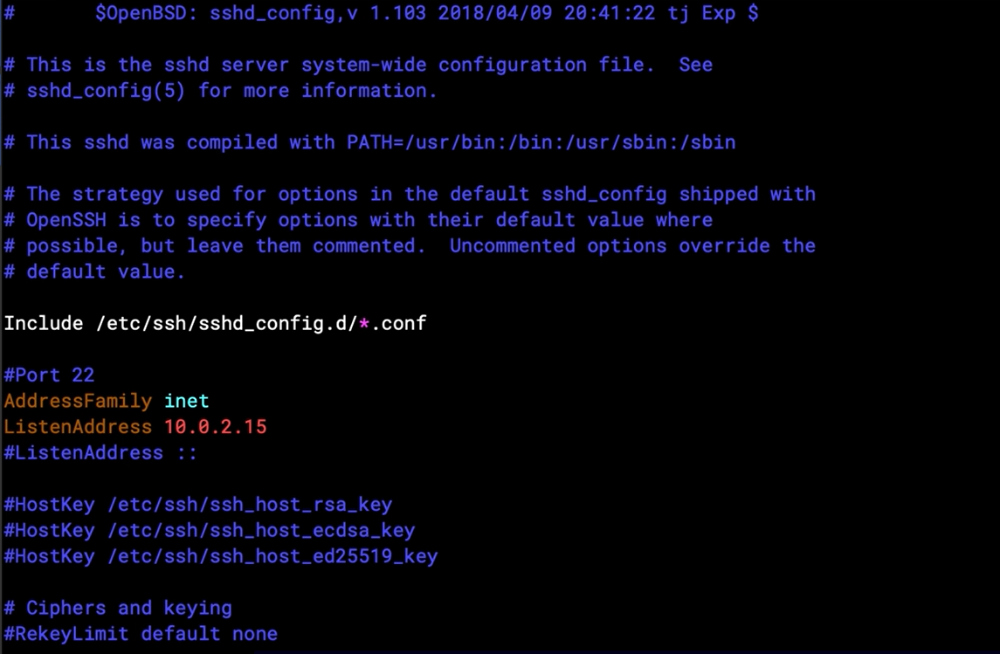 #       $OpenBSD: sshd_config,v 1.103 2018/04/09 20:41:22 tj Exp $
# This is the sshd server system-wide configuration file.  See
# sshd_config(5) for more information.
# This sshd was compiled with PATH=/usr/bin:/bin:/usr/sbin:/sbin
# The strategy used for options in the default sshd_config shipped with
# OpenSSH is to specify options with their default value where
# possible, but leave them commented.  Uncommented options override the
# default value.
Include /etc/ssh/sshd_config.d/*.conf
#Port 22
AddressFamily inet
ListenAddress 10.0.2.15
#ListenAddress ::
#HostKey /etc/ssh/ssh_host_rsa_key
#HostKey /etc/ssh/ssh_host_ecdsa_key
#HostKey /etc/ssh/ssh_host_ed25519_key
# Ciphers and keying
#RekeyLimit default none